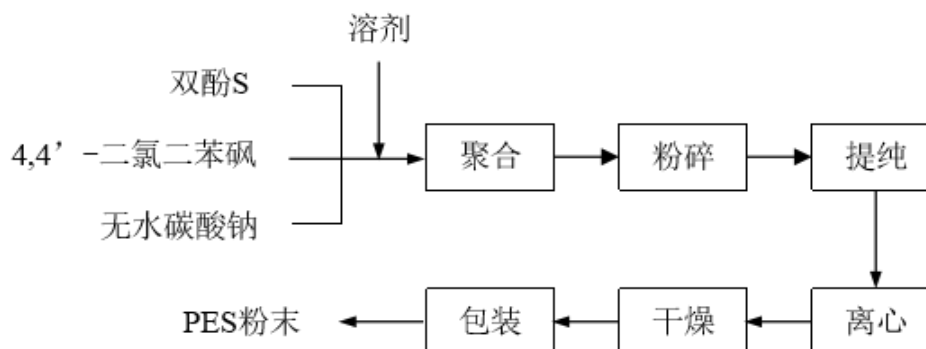 溶剂
双酚S
4,4’-二氯二苯砜
无水碳酸钠
聚合
粉碎
提纯
PES粉末
包装
干燥
离心